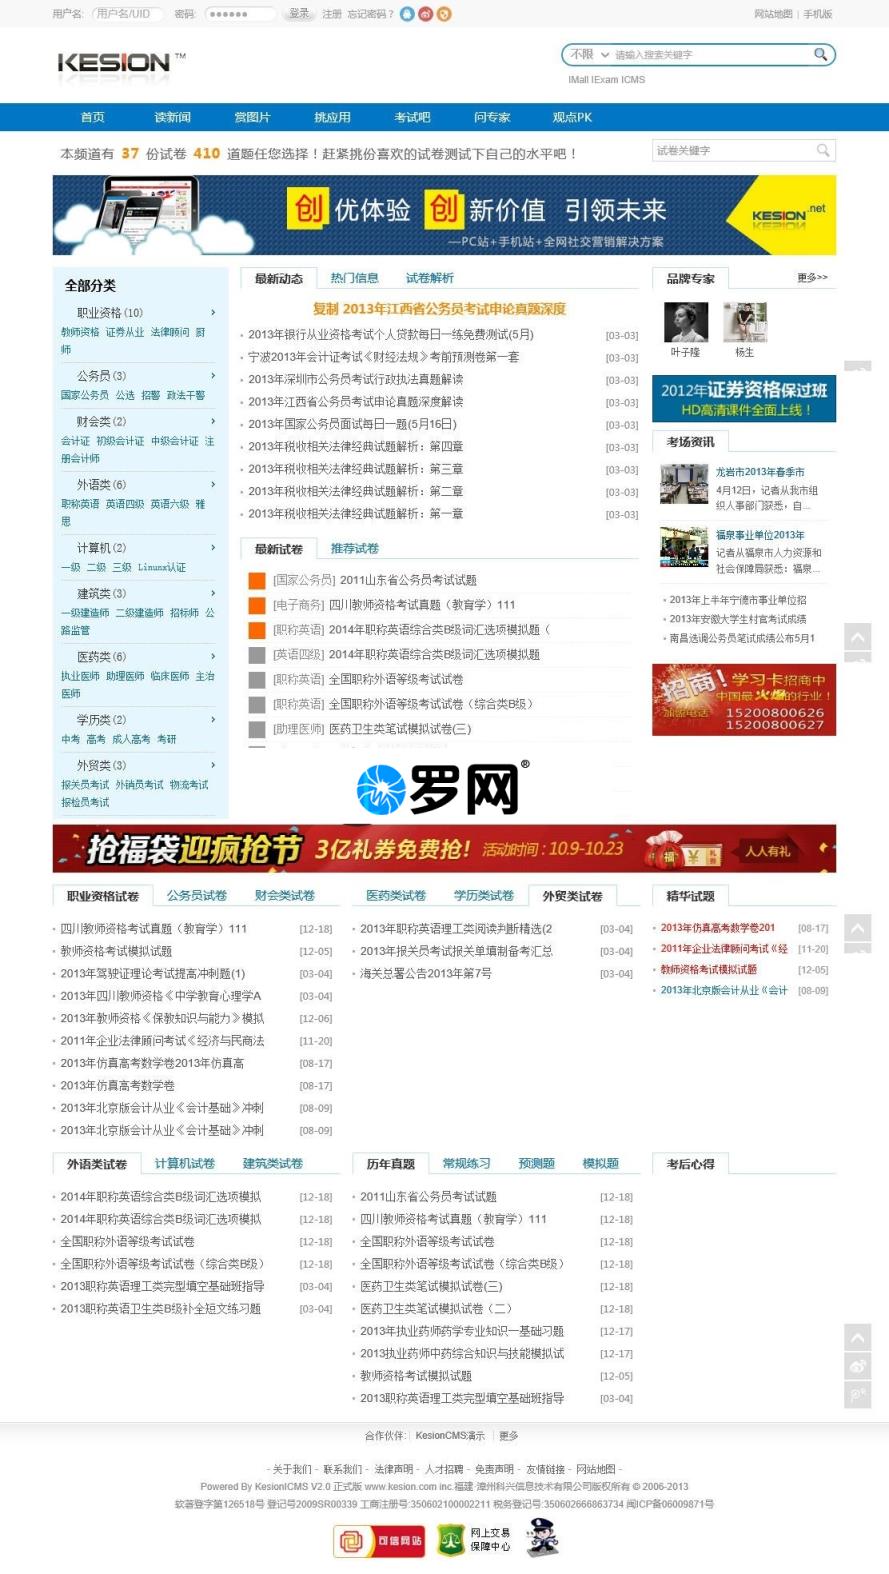 用户名: 用户名/UID 密码: ●●●●●● 登录 注册 忘记密码？
网站地图 | 手机版
KESION™
不限 请输入搜索关键字
IMall IExam ICMS
首页 读新闻 赏图片 挑应用 考试吧 问专家 观点PK
本频道有 37 份试卷 410 道题任您选择！赶紧挑份喜欢的试卷测试下自己的水平吧！
试卷关键字
创优体验 创新价值 引领未来
—PC站+手机站+全网社交营销解决方案
KESION.net
全部分类
职业资格(10)
教师资格 证券从业 法律顾问 厨
师
公务员(3)
国家公务员 公选 招警 政法干警
财会类(2)
会计证 初级会计证 中级会计证 注
册会计师
外语类(6)
职称英语 英语四级 英语六级 雅
思
计算机(2)
一级 二级 三级 Linunx认证
建筑类(3)
一级建造师 二级建造师 招标师 公
路监管
医药类(6)
执业医师 助理医师 临床医师 主治
医师
学历类(2)
中考 高考 成人高考 考研
外贸类(3)
报关员考试 外销员考试 物流考试
报检员考试
最新动态 热门信息 试卷解析
复制 2013年江西省公务员考试申论真题深度
2013年银行从业资格考试个人贷款每日一练免费测试(5月) [03-03]
宁波2013年会计证考试《财经法规》考前预测卷第一套 [03-03]
2013年深圳市公务员考试行政执法真题解读 [03-03]
2013年江西省公务员考试申论真题深度解读 [03-03]
2013年国家公务员面试每日一题(5月16日) [03-03]
2013年税收相关法律经典试题解析：第四章 [03-03]
2013年税收相关法律经典试题解析：第三章 [03-03]
2013年税收相关法律经典试题解析：第二章 [03-03]
2013年税收相关法律经典试题解析：第一章 [03-03]
最新试卷 推荐试卷
[国家公务员] 2011山东省公务员考试试题
[电子商务] 四川教师资格考试真题（教育学）111
[职称英语] 2014年职称英语综合类B级词汇选项模拟题（
[英语四级] 2014年职称英语综合类B级词汇选项模拟题
[职称英语] 全国职称外语等级考试试卷
[职称英语] 全国职称外语等级考试试卷（综合类B级）
[助理医师] 医药卫生类笔试模拟试卷(三)
罗网®
品牌专家 更多>>
叶子隆 杨生
2012年证券资格保过班
HD高清课件全面上线！
考场资讯
龙岩市2013年春季市
4月12日，记者从我市组
织人事部门获悉，自...
福泉事业单位2013年
记者从福泉市人力资源和
社会保障局获悉：福泉...
2013年上半年宁德市事业单位招
2013年安徽大学生村官考试成绩
南昌选调公务员笔试成绩公布5月1
招商！学习卡招商中
中国最火爆的行业！
加盟电话 15200800626
15200800627
抢福袋迎疯抢节 3亿礼券免费抢！ 活动时间：10.9-10.23 福 ¥ 礼券 人人有礼
职业资格试卷 公务员试卷 财会类试卷
四川教师资格考试真题（教育学）111 [12-18]
教师资格考试模拟试题 [12-05]
2013年驾驶证理论考试提高冲刺题(1) [03-04]
2013年四川教师资格《中学教育心理学A [03-04]
2013年教师资格《保教知识与能力》模拟 [12-06]
2011年企业法律顾问考试《经济与民商法 [11-20]
2013年仿真高考数学卷2013年仿真高 [08-17]
2013年仿真高考数学卷 [08-17]
2013年北京版会计从业《会计基础》冲刺 [08-09]
2013年北京版会计从业《会计基础》冲刺 [08-09]
医药类试卷 学历类试卷 外贸类试卷
2013年职称英语理工类阅读判断精选(2 [03-04]
2013年报关员考试报关单填制备考汇总 [03-04]
海关总署公告2013年第7号 [03-04]
精华试题
2013年仿真高考数学卷201 [08-17]
2011年企业法律顾问考试《经 [11-20]
教师资格考试模拟试题 [12-05]
2013年北京版会计从业《会计 [08-09]
外语类试卷 计算机试卷 建筑类试卷
2014年职称英语综合类B级词汇选项模拟 [12-18]
2014年职称英语综合类B级词汇选项模拟 [12-18]
全国职称外语等级考试试卷 [12-18]
全国职称外语等级考试试卷（综合类B级） [12-18]
2013职称英语理工类完型填空基础班指导 [03-04]
2013职称英语卫生类B级补全短文练习题 [03-04]
历年真题 常规练习 预测题 模拟题
2011山东省公务员考试试题 [12-18]
四川教师资格考试真题（教育学）111 [12-18]
全国职称外语等级考试试卷 [12-18]
全国职称外语等级考试试卷（综合类B级） [12-18]
医药卫生类笔试模拟试卷(三) [12-18]
医药卫生类笔试模拟试卷（二） [12-18]
2013年执业药师药学专业知识一基础习题 [12-17]
2013执业药师中药综合知识与技能模拟试 [12-17]
教师资格考试模拟试题 [12-05]
2013职称英语理工类完型填空基础班指导 [03-04]
考后心得
合作伙伴: KesionCMS演示 更多
- 关于我们 - 联系我们 - 法律声明 - 人才招聘 - 免责声明 - 友情链接 - 网站地图 -
Powered By KesionICMS V2.0 正式版 www.kesion.com inc.福建·漳州科兴信息技术有限公司版权所有 © 2006-2013
软著登字第126518号 登记号2009SR00339 工商注册号:350602100002211 税务登记号:350602666863734 闽ICP备06009871号
可信网站 网上交易
保障中心